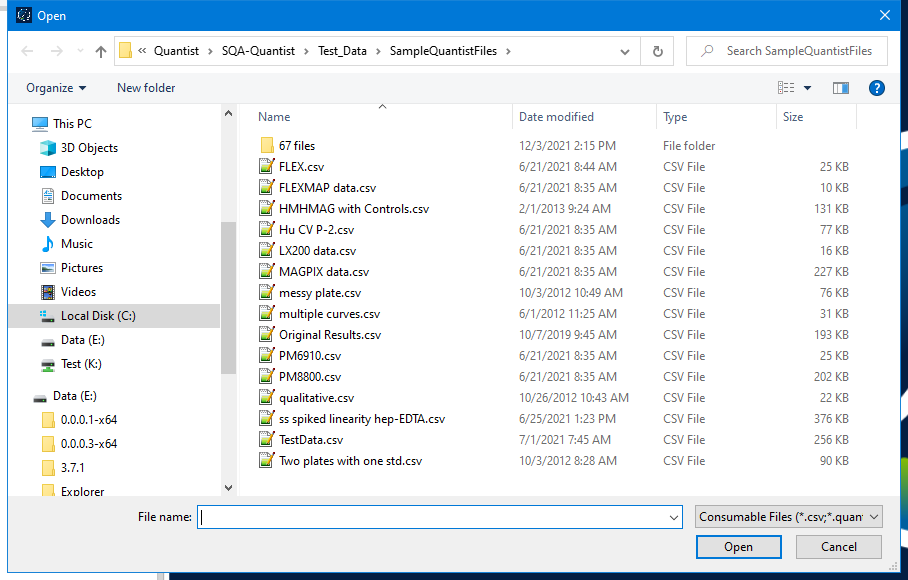 Open
« Quantist > SQA-Quantist > Test_Data > SampleQuantistFiles >
Search SampleQuantistFiles
Organize New folder
Name Date modified Type Size
This PC
3D Objects
Desktop
Documents
Downloads
Music
Pictures
Videos
Local Disk (C:)
Data (E:)
Test (K:)
Data (E:)
0.0.0.1-x64
0.0.0.3-x64
3.7.1
Explorer
67 files 12/3/2021 2:15 PM File folder
FLEX.csv 6/21/2021 8:44 AM CSV File 25 KB
FLEXMAP data.csv 6/21/2021 8:35 AM CSV File 10 KB
HMHMAG with Controls.csv 2/1/2013 9:24 AM CSV File 131 KB
Hu CV P-2.csv 6/21/2021 8:35 AM CSV File 77 KB
LX200 data.csv 6/21/2021 8:35 AM CSV File 16 KB
MAGPIX data.csv 6/21/2021 8:35 AM CSV File 227 KB
messy plate.csv 10/3/2012 10:49 AM CSV File 76 KB
multiple curves.csv 6/1/2012 11:25 AM CSV File 31 KB
Original Results.csv 10/7/2019 9:45 AM CSV File 193 KB
PM6910.csv 6/21/2021 8:35 AM CSV File 25 KB
PM8800.csv 6/21/2021 8:35 AM CSV File 202 KB
qualitative.csv 10/26/2012 10:43 AM CSV File 22 KB
ss spiked linearity hep-EDTA.csv 6/25/2021 1:23 PM CSV File 376 KB
TestData.csv 7/1/2021 7:45 AM CSV File 256 KB
Two plates with one std.csv 10/3/2012 8:28 AM CSV File 90 KB
File name:
Consumable Files (*.csv;*.quan
Open Cancel